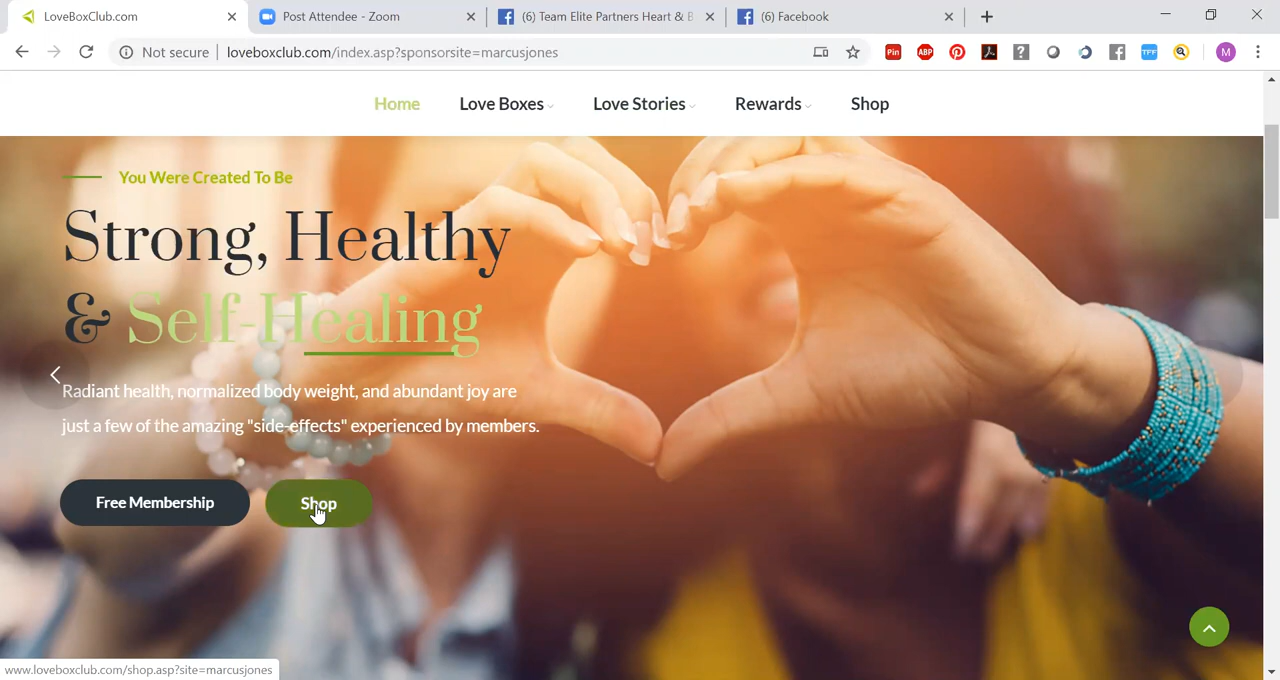 LoveBoxClub.com
Post Attendee - Zoom
(6) Team Elite Partners Heart & B
(6) Facebook
Not secure
loveboxclub.com/index.asp?sponsorsite=marcusjones
Pin
ABP
TFF
M
Home
Love Boxes
Love Stories
Rewards
Shop
You Were Created To Be
Strong, Healthy
& Self-Healing
Radiant health, normalized body weight, and abundant joy are
just a few of the amazing "side-effects" experienced by members.
Free Membership
Shop
www.loveboxclub.com/shop.asp?site=marcusjones